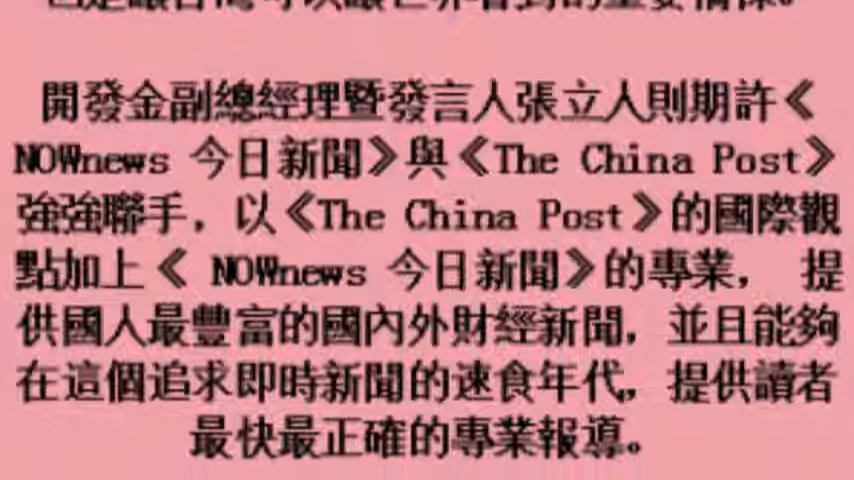 開發金副總經理暨發言人張立人則期許《
NOWnews 今日新聞》與《The China Post》
強強聯手，以《The China Post》的國際觀
點加上《 NOWnews 今日新聞》的專業， 提
供國人最豐富的國內外財經新聞，並且能夠
在這個追求即時新聞的速食年代，提供讀者
最快最正確的專業報導。